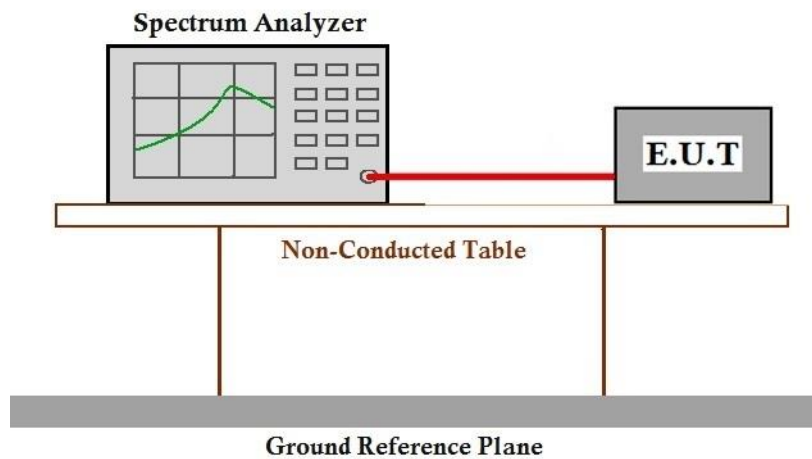 Spectrum Analyzer
E.U.T
Non-Conducted Table
Ground Reference Plane